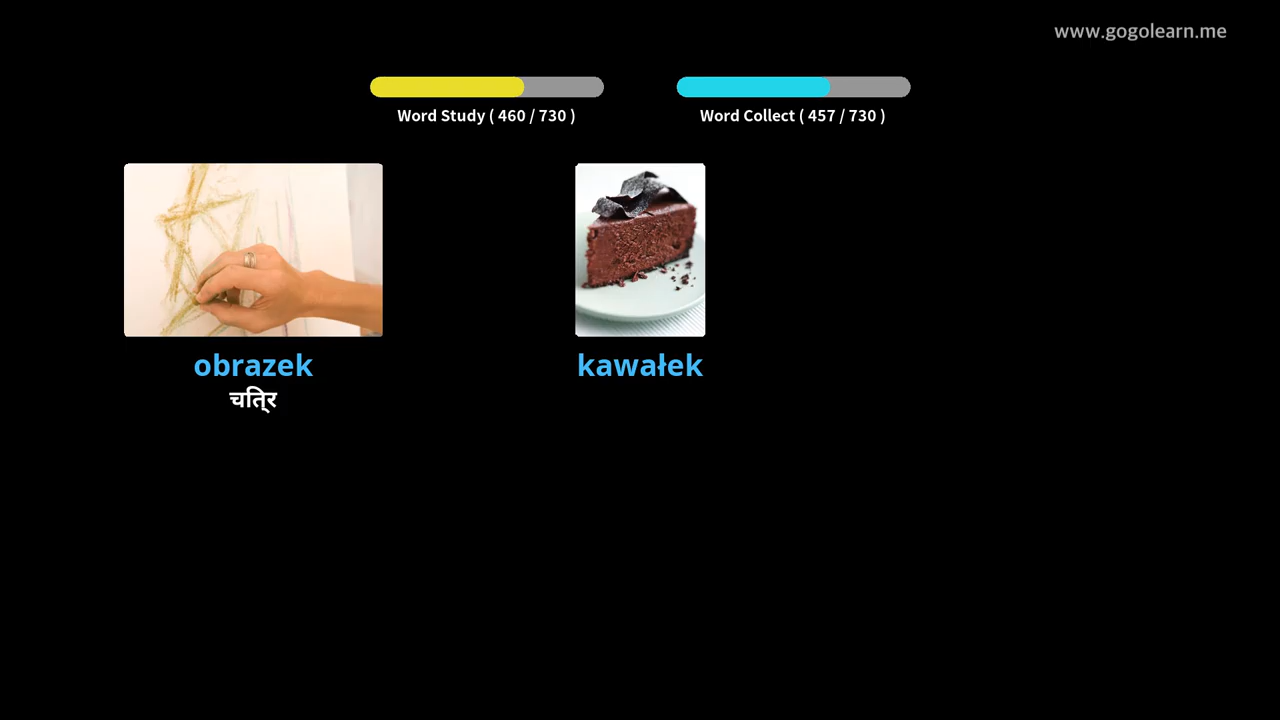 www.gogolearn.me
Word Study ( 460 / 730 )
Word Collect ( 457 / 730 )
obrazek
चित्र
kawałek